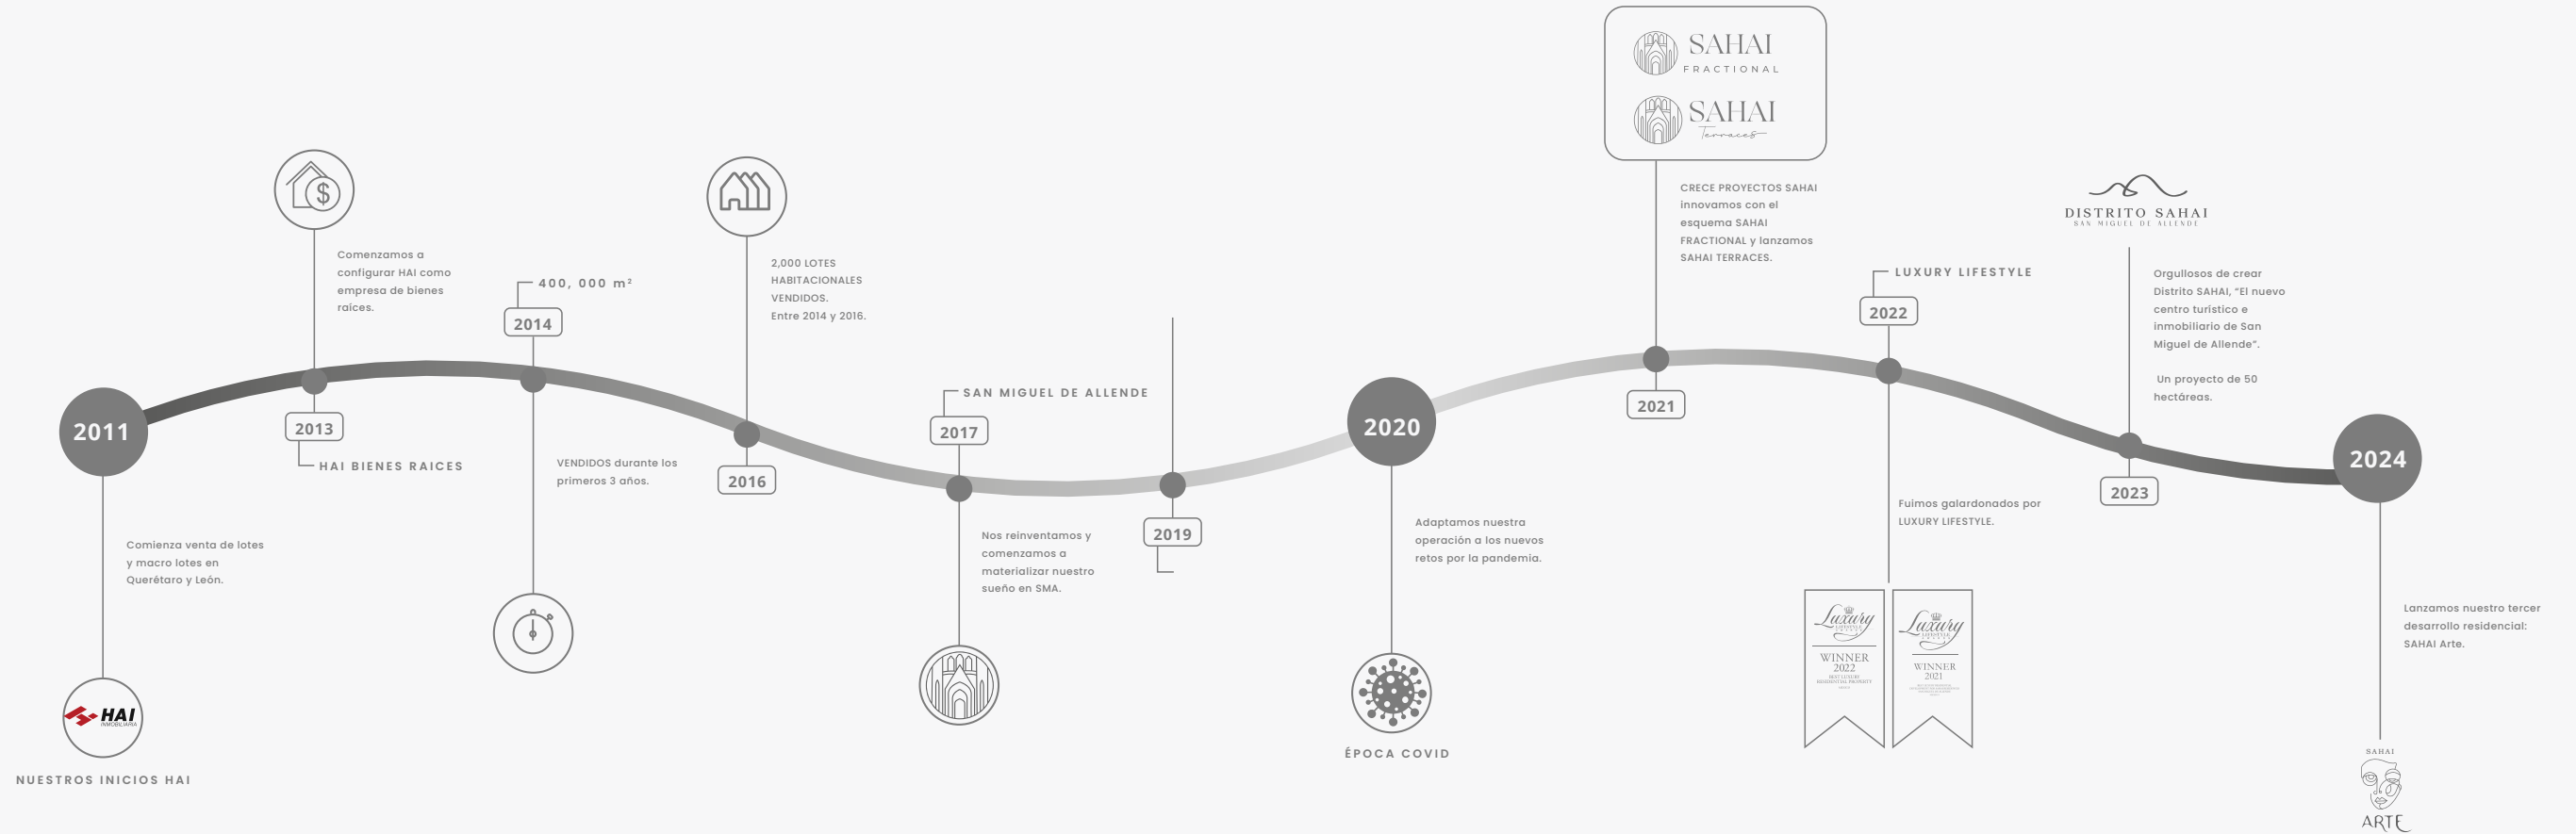 2011
Comienza venta de lotes
y macro lotes en
Querétaro y León.
HAI
INMOBILIARIA
NUESTROS INICIOS HAI
$
Comenzamos a
configurar HAI como
empresa de bienes
raíces.
2013
HAI BIENES RAICES
400, 000 m²
2014
VENDIDOS durante los
primeros 3 años.
2,000 LOTES
HABITACIONALES
VENDIDOS.
Entre 2014 y 2016.
2016
SAN MIGUEL DE ALLENDE
2017
Nos reinventamos y
comenzamos a
materializar nuestro
sueño en SMA.
2019
2020
Adaptamos nuestra
operación a los nuevos
retos por la pandemia.
ÉPOCA COVID
SAHAI
FRACTIONAL
SAHAI
Terraces
CRECE PROYECTOS SAHAI
innovamos con el
esquema SAHAI
FRACTIONAL y lanzamos
SAHAI TERRACES.
2021
LUXURY LIFESTYLE
2022
Fuimos galardonados por
LUXURY LIFESTYLE.
Luxury
LIFESTYLE
WINNER
2022
BEST LUXURY
RESIDENTIAL PROPERTY
Luxury
LIFESTYLE
WINNER
2021
DISTRITO SAHAI
SAN MIGUEL DE ALLENDE
Orgullosos de crear
Distrito SAHAI, “El nuevo
centro turístico e
inmobiliario de San
Miguel de Allende”.
Un proyecto de 50
hectáreas.
2023
2024
Lanzamos nuestro tercer
desarrollo residencial:
SAHAI Arte.
SAHAI
ARTE